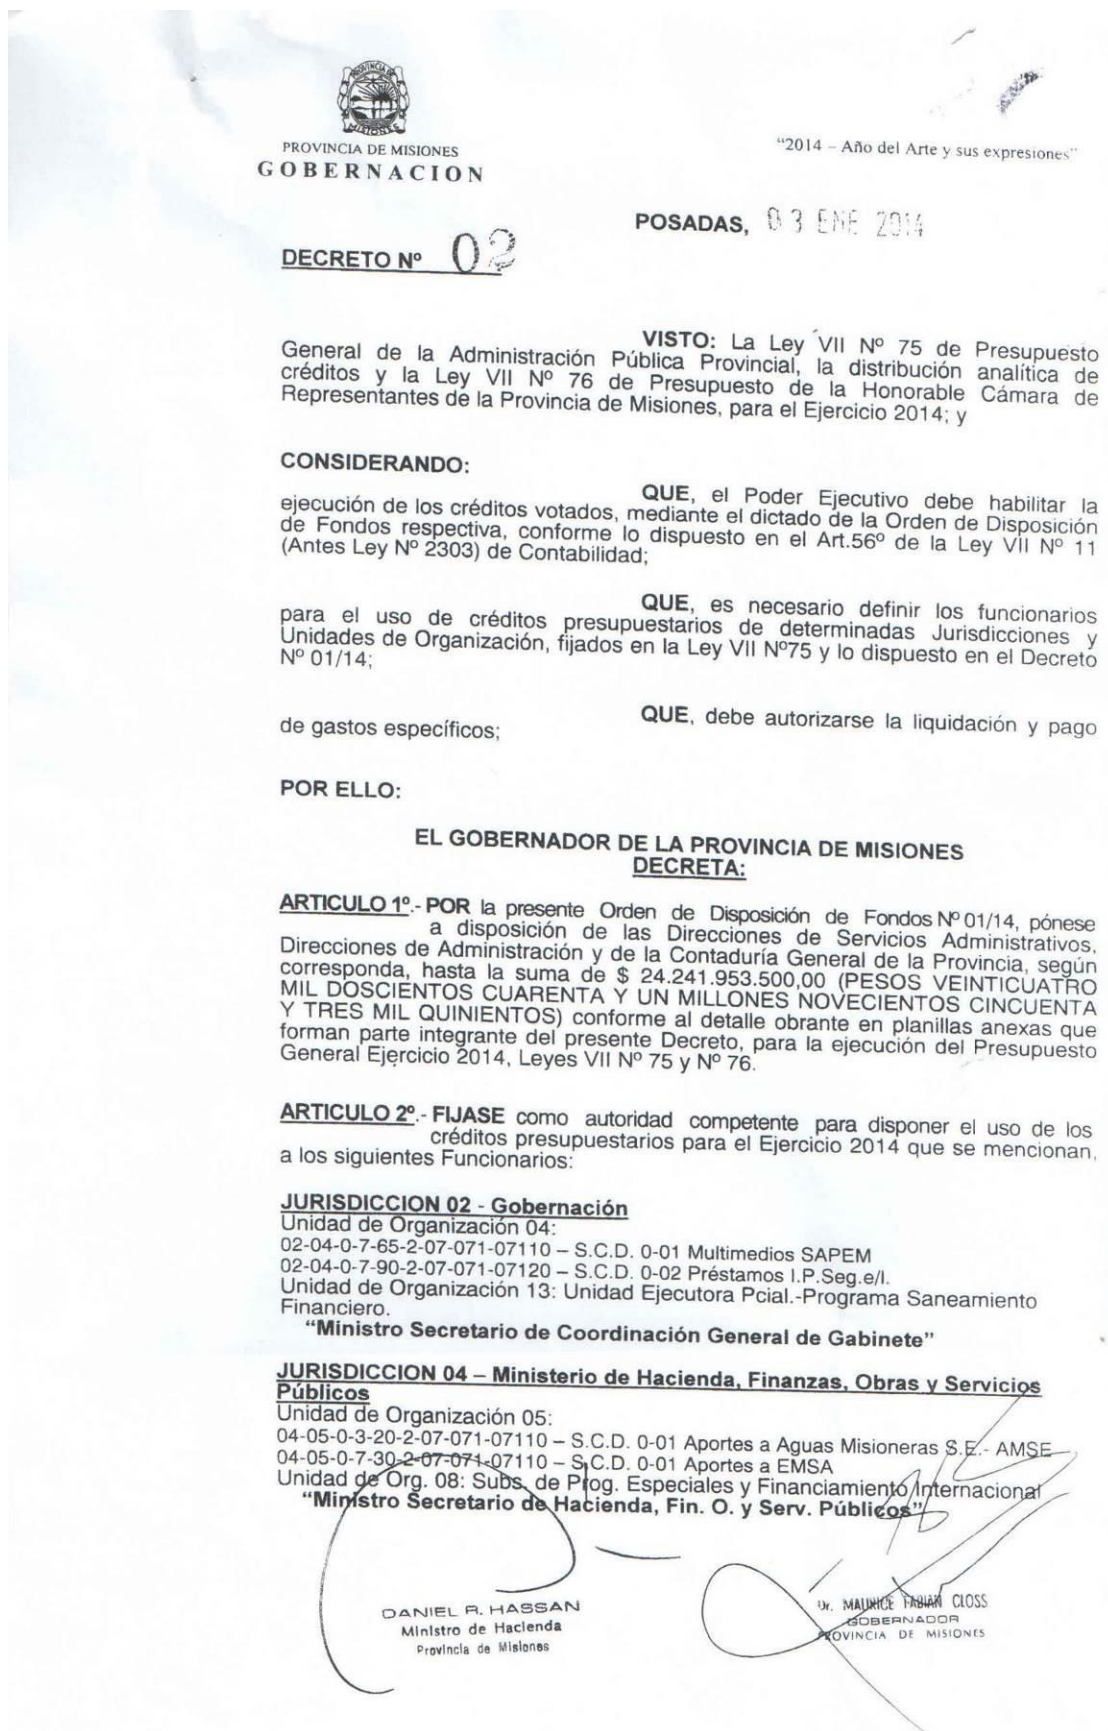 PROVINCIA DE
MISIONES
PROVINCIA DE MISIONES
GOBERNACION
"2014 – Año del Arte y sus expresiones"
POSADAS, 03 ENE 2014
DECRETO Nº 02
VISTO: La Ley VII Nº 75 de Presupuesto
General de la Administración Pública Provincial, la distribución analítica de
créditos y la Ley VII Nº 76 de Presupuesto de la Honorable Cámara de
Representantes de la Provincia de Misiones, para el Ejercicio 2014; y
CONSIDERANDO:
QUE, el Poder Ejecutivo debe habilitar la
ejecución de los créditos votados, mediante el dictado de la Orden de Disposición
de Fondos respectiva, conforme lo dispuesto en el Art.56º de la Ley VII Nº 11
(Antes Ley Nº 2303) de Contabilidad;
QUE, es necesario definir los funcionarios
para el uso de créditos presupuestarios de determinadas Jurisdicciones y
Unidades de Organización, fijados en la Ley VII Nº75 y lo dispuesto en el Decreto
Nº 01/14;
QUE, debe autorizarse la liquidación y pago
de gastos específicos;
POR ELLO:
EL GOBERNADOR DE LA PROVINCIA DE MISIONES
DECRETA:
ARTICULO 1º.- POR la presente Orden de Disposición de Fondos Nº 01/14, pónese
a disposición de las Direcciones de Servicios Administrativos,
Direcciones de Administración y de la Contaduría General de la Provincia, según
corresponda, hasta la suma de $ 24.241.953.500,00 (PESOS VEINTICUATRO
MIL DOSCIENTOS CUARENTA Y UN MILLONES NOVECIENTOS CINCUENTA
Y TRES MIL QUINIENTOS) conforme al detalle obrante en planillas anexas que
forman parte integrante del presente Decreto, para la ejecución del Presupuesto
General Ejercicio 2014, Leyes VII Nº 75 y Nº 76.
ARTICULO 2º.- FIJASE como autoridad competente para disponer el uso de los
créditos presupuestarios para el Ejercicio 2014 que se mencionan,
a los siguientes Funcionarios:
JURISDICCION 02 - Gobernación
Unidad de Organización 04:
02-04-0-7-65-2-07-071-07110 – S.C.D. 0-01 Multimedios SAPEM
02-04-0-7-90-2-07-071-07120 – S.C.D. 0-02 Préstamos I.P.Seg.e/l.
Unidad de Organización 13: Unidad Ejecutora Pcial.-Programa Saneamiento
Financiero.
"Ministro Secretario de Coordinación General de Gabinete"
JURISDICCION 04 – Ministerio de Hacienda, Finanzas, Obras y Servicios
Públicos
Unidad de Organización 05:
04-05-0-3-20-2-07-071-07110 – S.C.D. 0-01 Aportes a Aguas Misioneras S.E.- AMSE
04-05-0-7-30-2-07-071-07110 – S.C.D. 0-01 Aportes a EMSA
Unidad de Org. 08: Subs. de Prog. Especiales y Financiamiento Internacional
"Ministro Secretario de Hacienda, Fin. O. y Serv. Públicos"
DANIEL R. HASSAN
Ministro de Hacienda
Provincia de Misiones
Dr. MAURICE FABIAN CLOSS
GOBERNADOR
PROVINCIA DE MISIONES